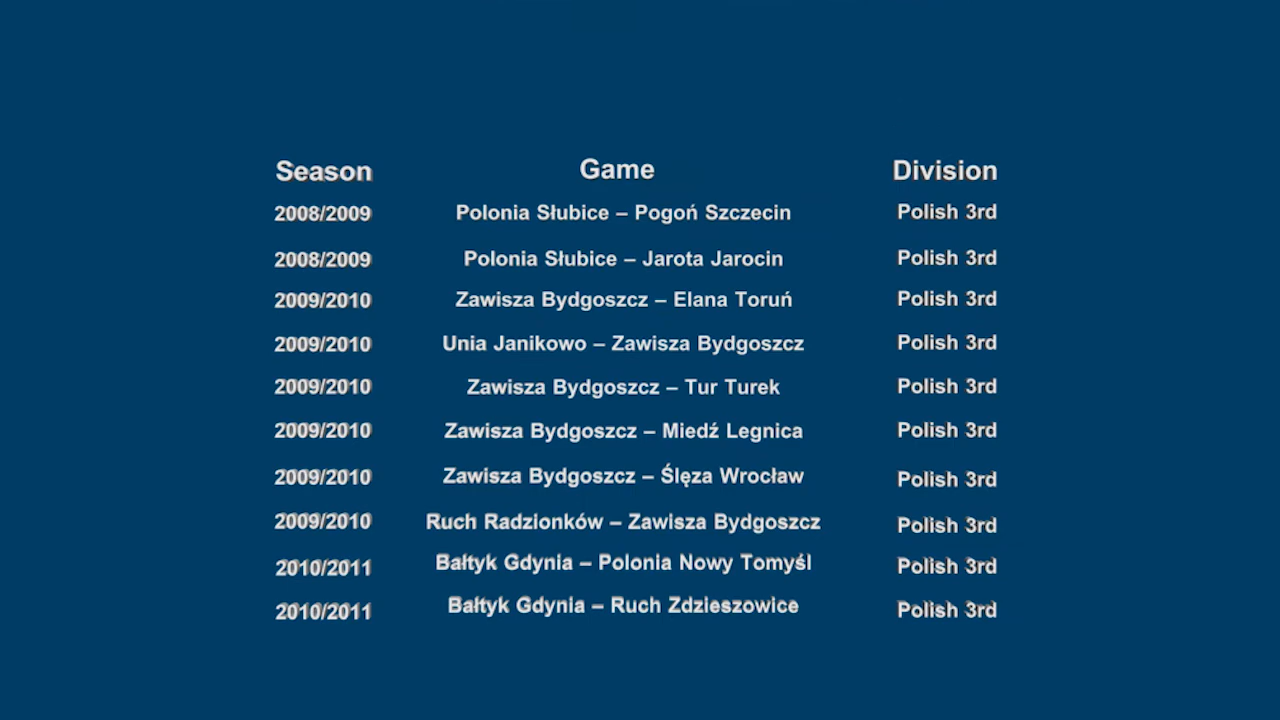 Season Game Division
2008/2009 Polonia Słubice – Pogoń Szczecin Polish 3rd
2008/2009 Polonia Słubice – Jarota Jarocin Polish 3rd
2009/2010 Zawisza Bydgoszcz – Elana Toruń Polish 3rd
2009/2010 Unia Janikowo – Zawisza Bydgoszcz Polish 3rd
2009/2010 Zawisza Bydgoszcz – Tur Turek Polish 3rd
2009/2010 Zawisza Bydgoszcz – Miedź Legnica Polish 3rd
2009/2010 Zawisza Bydgoszcz – Ślęza Wrocław Polish 3rd
2009/2010 Ruch Radzionków – Zawisza Bydgoszcz Polish 3rd
2010/2011 Bałtyk Gdynia – Polonia Nowy Tomyśl Polish 3rd
2010/2011 Bałtyk Gdynia – Ruch Zdzieszowice Polish 3rd